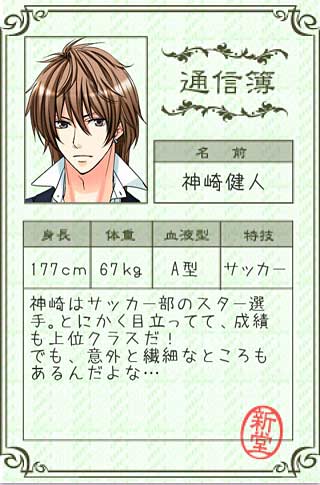 通信簿
名前
神崎健人
身長 体重 血液型 特技
177cm 67kg A型 サッカー
神崎はサッカー部のスター選
手。とにかく目立ってて、成績
も上位クラスだ！
でも、意外と繊細なところも
あるんだよな…
新堂